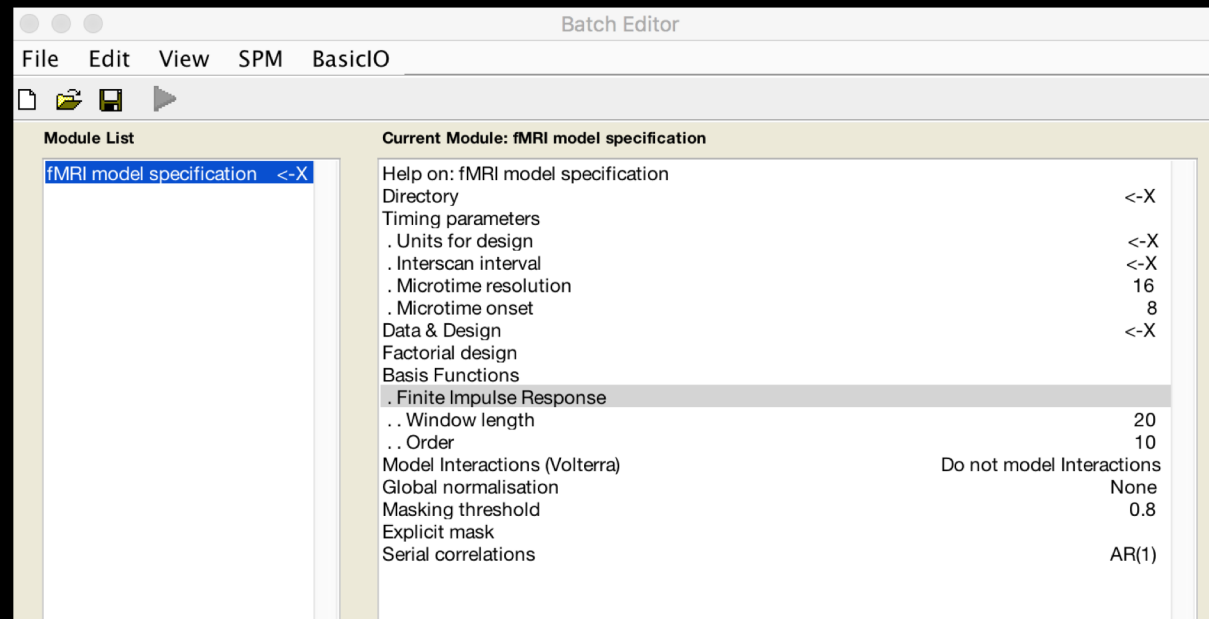 Batch Editor
File Edit View SPM BasicIO
Module List
fMRI model specification <-X
Current Module: fMRI model specification
Help on: fMRI model specification
Directory <-X
Timing parameters
. Units for design <-X
. Interscan interval <-X
. Microtime resolution 16
. Microtime onset 8
Data & Design <-X
Factorial design
Basis Functions
. Finite Impulse Response
. . Window length 20
. . Order 10
Model Interactions (Volterra) Do not model Interactions
Global normalisation None
Masking threshold 0.8
Explicit mask
Serial correlations AR(1)